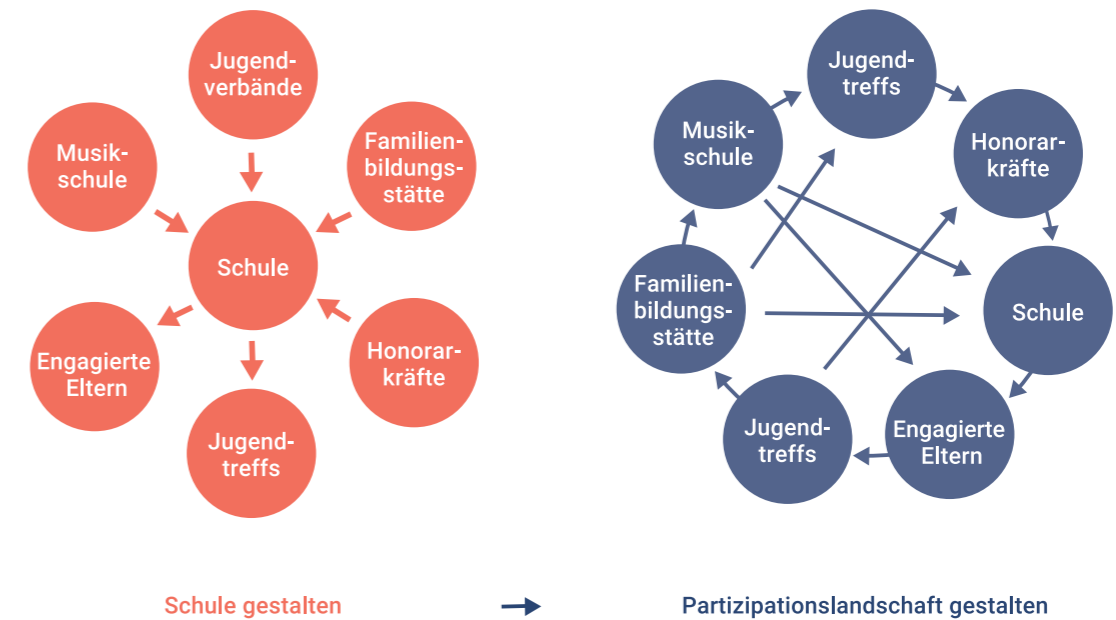 Jugend-
verbände
Musik-
schule
Familien-
bildungs-
stätte
Schule
Engagierte
Eltern
Honorar-
kräfte
Jugend-
treffs
Jugend-
treffs
Musik-
schule
Honorar-
kräfte
Familien-
bildungs-
stätte
Schule
Jugend-
treffs
Engagierte
Eltern
Schule gestalten
Partizipationslandschaft gestalten